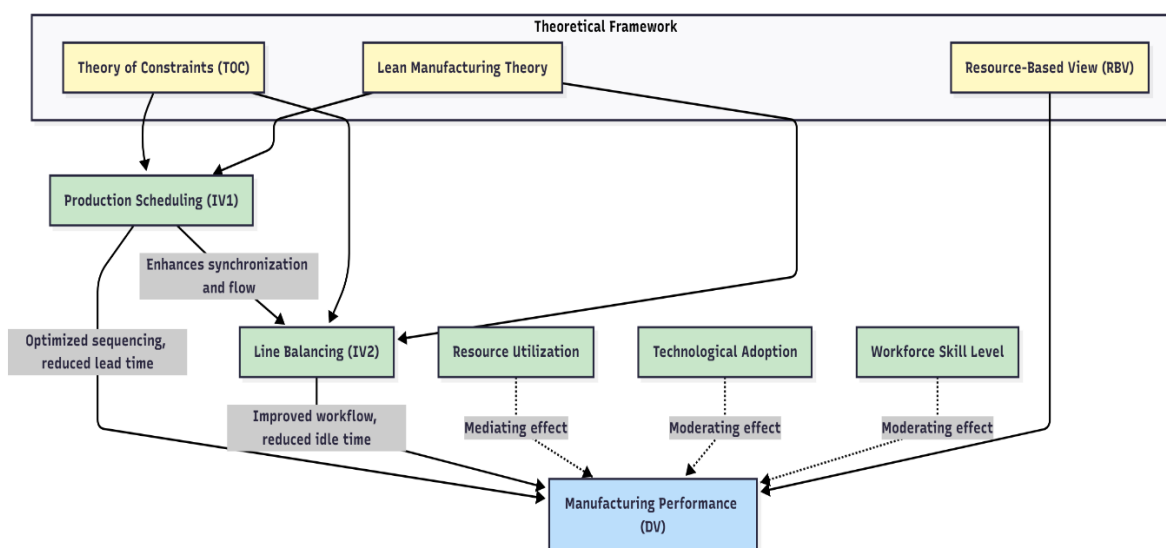 Theoretical Framework
Theory of Constraints (TOC)
Lean Manufacturing Theory
Resource-Based View (RBV)
Production Scheduling (IV1)
Enhances synchronization
and flow
Optimized sequencing,
reduced lead time
Line Balancing (IV2)
Resource Utilization
Technological Adoption
Workforce Skill Level
Improved workflow,
reduced idle time
Mediating effect
Moderating effect
Moderating effect
Manufacturing Performance
(DV)